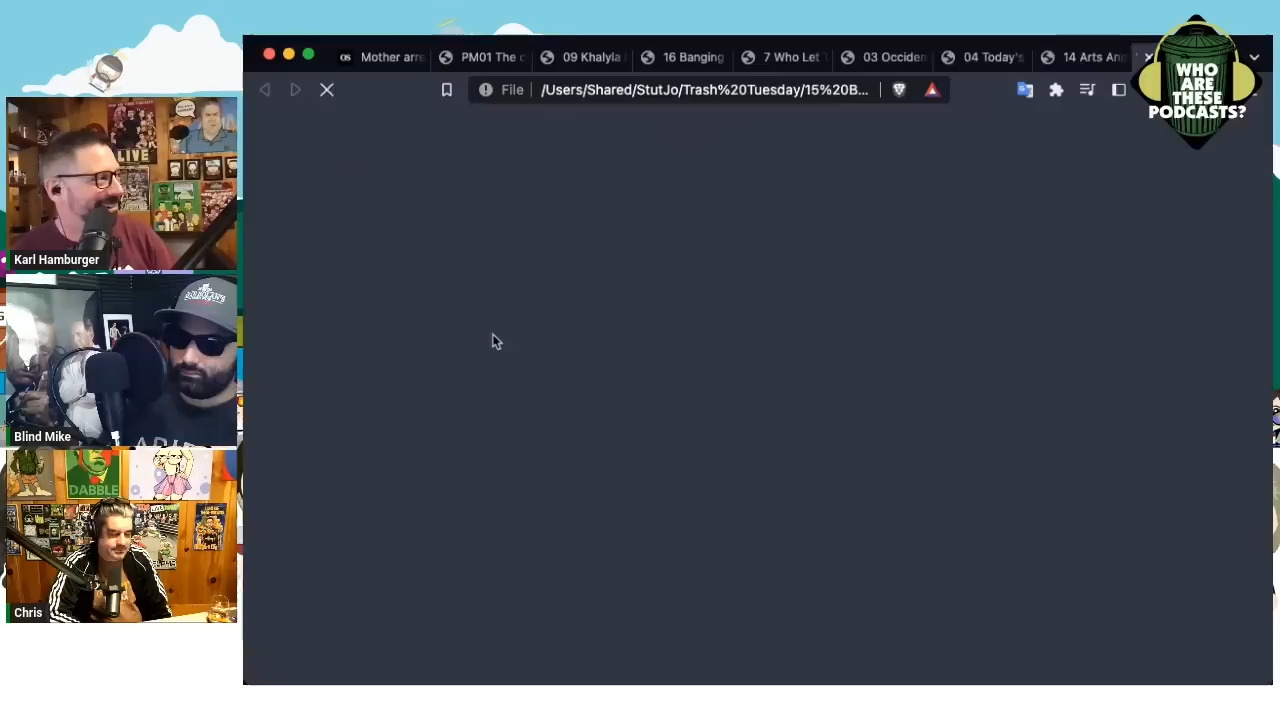 Mother arre
PM01 The c
09 Khalyla
16 Banging
7 Who Let
03 Occiden
04 Today's
14 Arts An
File
/Users/Shared/StutJo/Trash%20Tuesday/15%20B...
WHO
ARE
THESE
PODCASTS?
LIVE
Karl Hamburger
Blind Mike
DABBLE
Chris